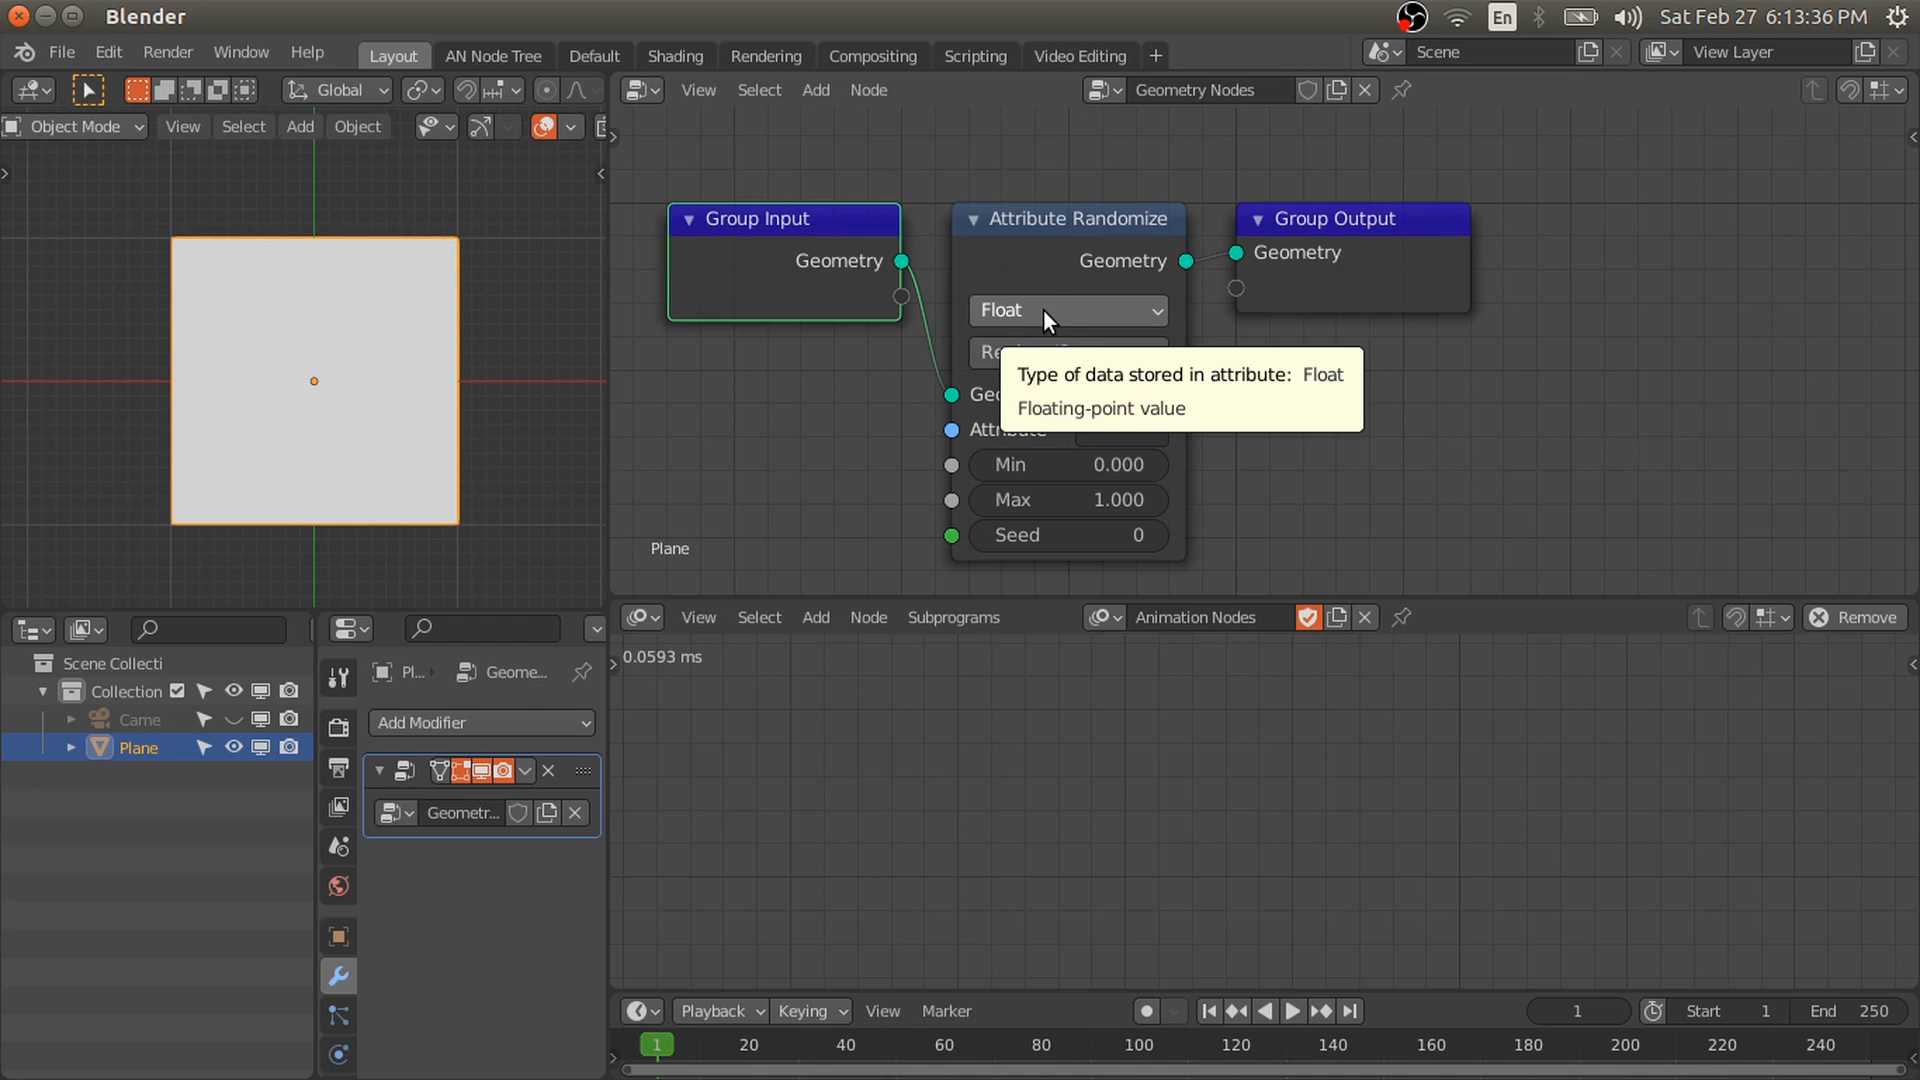 Blender
En
Sat Feb 27 6:13:36 PM
File Edit Render Window Help
Layout AN Node Tree Default Shading Rendering Compositing Scripting Video Editing +
Scene
View Layer
Global
View Select Add Node
Geometry Nodes
Object Mode View Select Add Object
Group Input
Geometry
Attribute Randomize
Geometry
Float
Type of data stored in attribute: Float
Floating-point value
Min 0.000
Max 1.000
Seed 0
Group Output
Geometry
Plane
View Select Add Node Subprograms
Animation Nodes
Remove
0.0593 ms
Scene Collecti
Collection
Came
Plane
Pl...
Geome...
Add Modifier
Geometr...
Playback Keying View Marker
1
Start 1
End 250
1 20 40 60 80 100 120 140 160 180 200 220 240